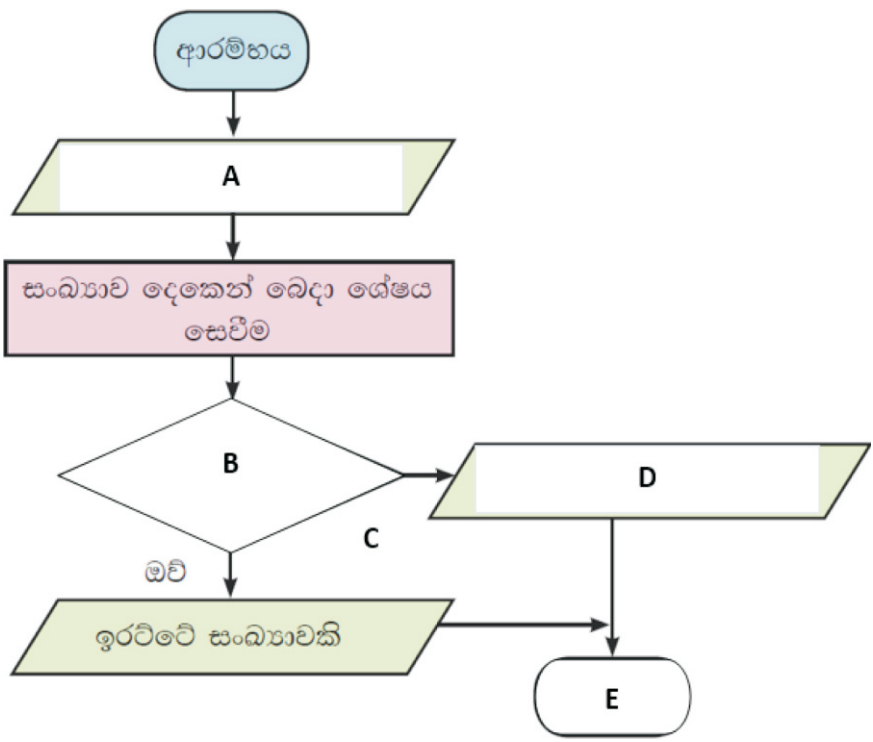 ආරම්භය
A
සංඛ්‍යාව දෙකෙන් බෙදා ශේෂය
සෙවීම
B
D
C
ඔව්
ඉරට්ටේ සංඛ්‍යාවකි
E